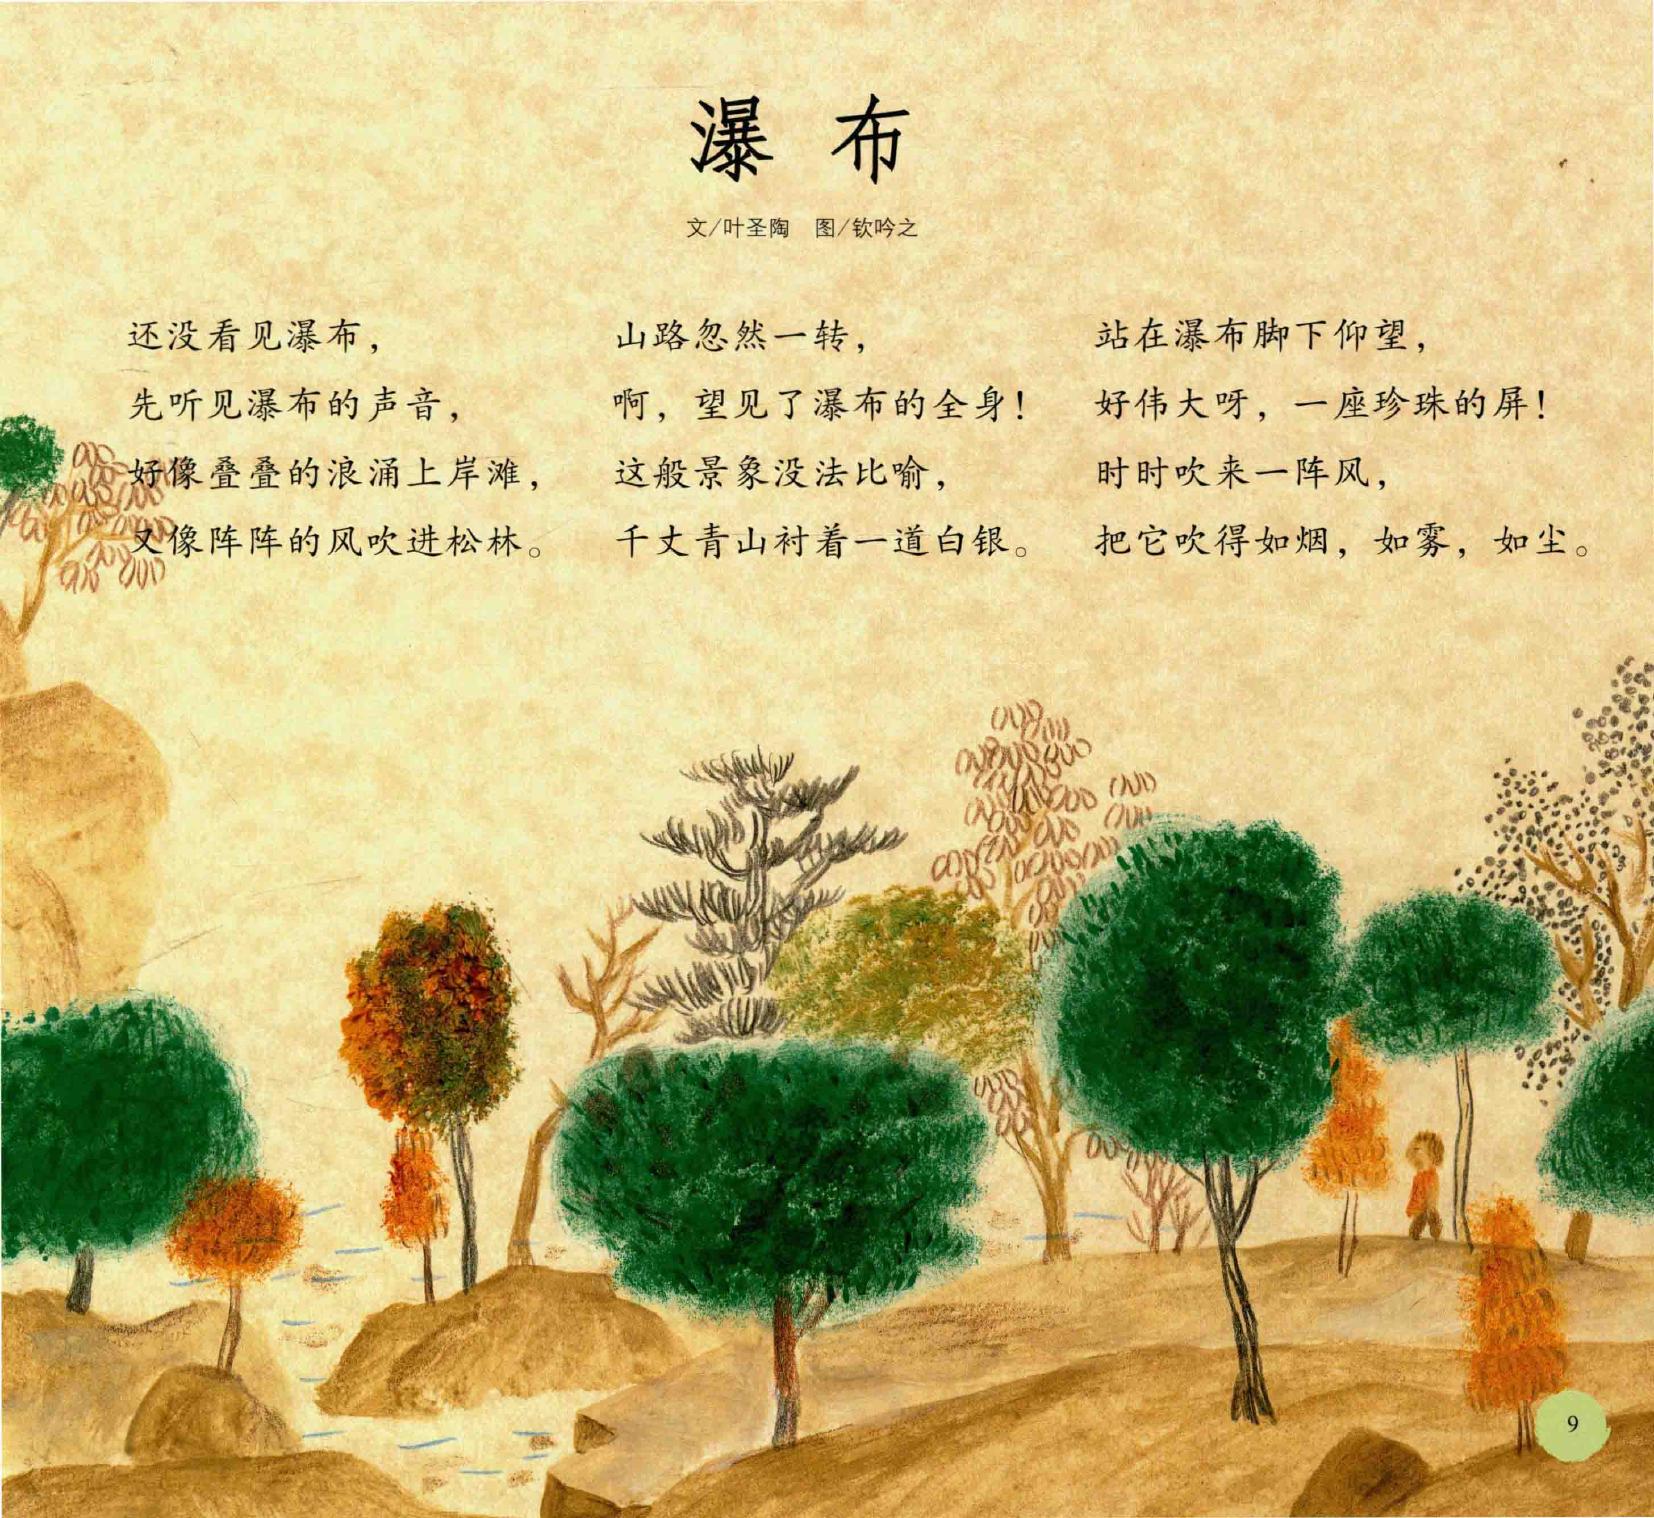 瀑布
文/叶圣陶 图/钦吟之
还没看见瀑布，
先听见瀑布的声音，
好像叠叠的浪涌上岸滩，
又像阵阵的风吹进松林。
山路忽然一转，
啊，望见了瀑布的全身！
这般景象没法比喻，
千丈青山衬着一道白银。
站在瀑布脚下仰望，
好伟大呀，一座珍珠的屏！
时时吹来一阵风，
把它吹得如烟，如雾，如尘。
9